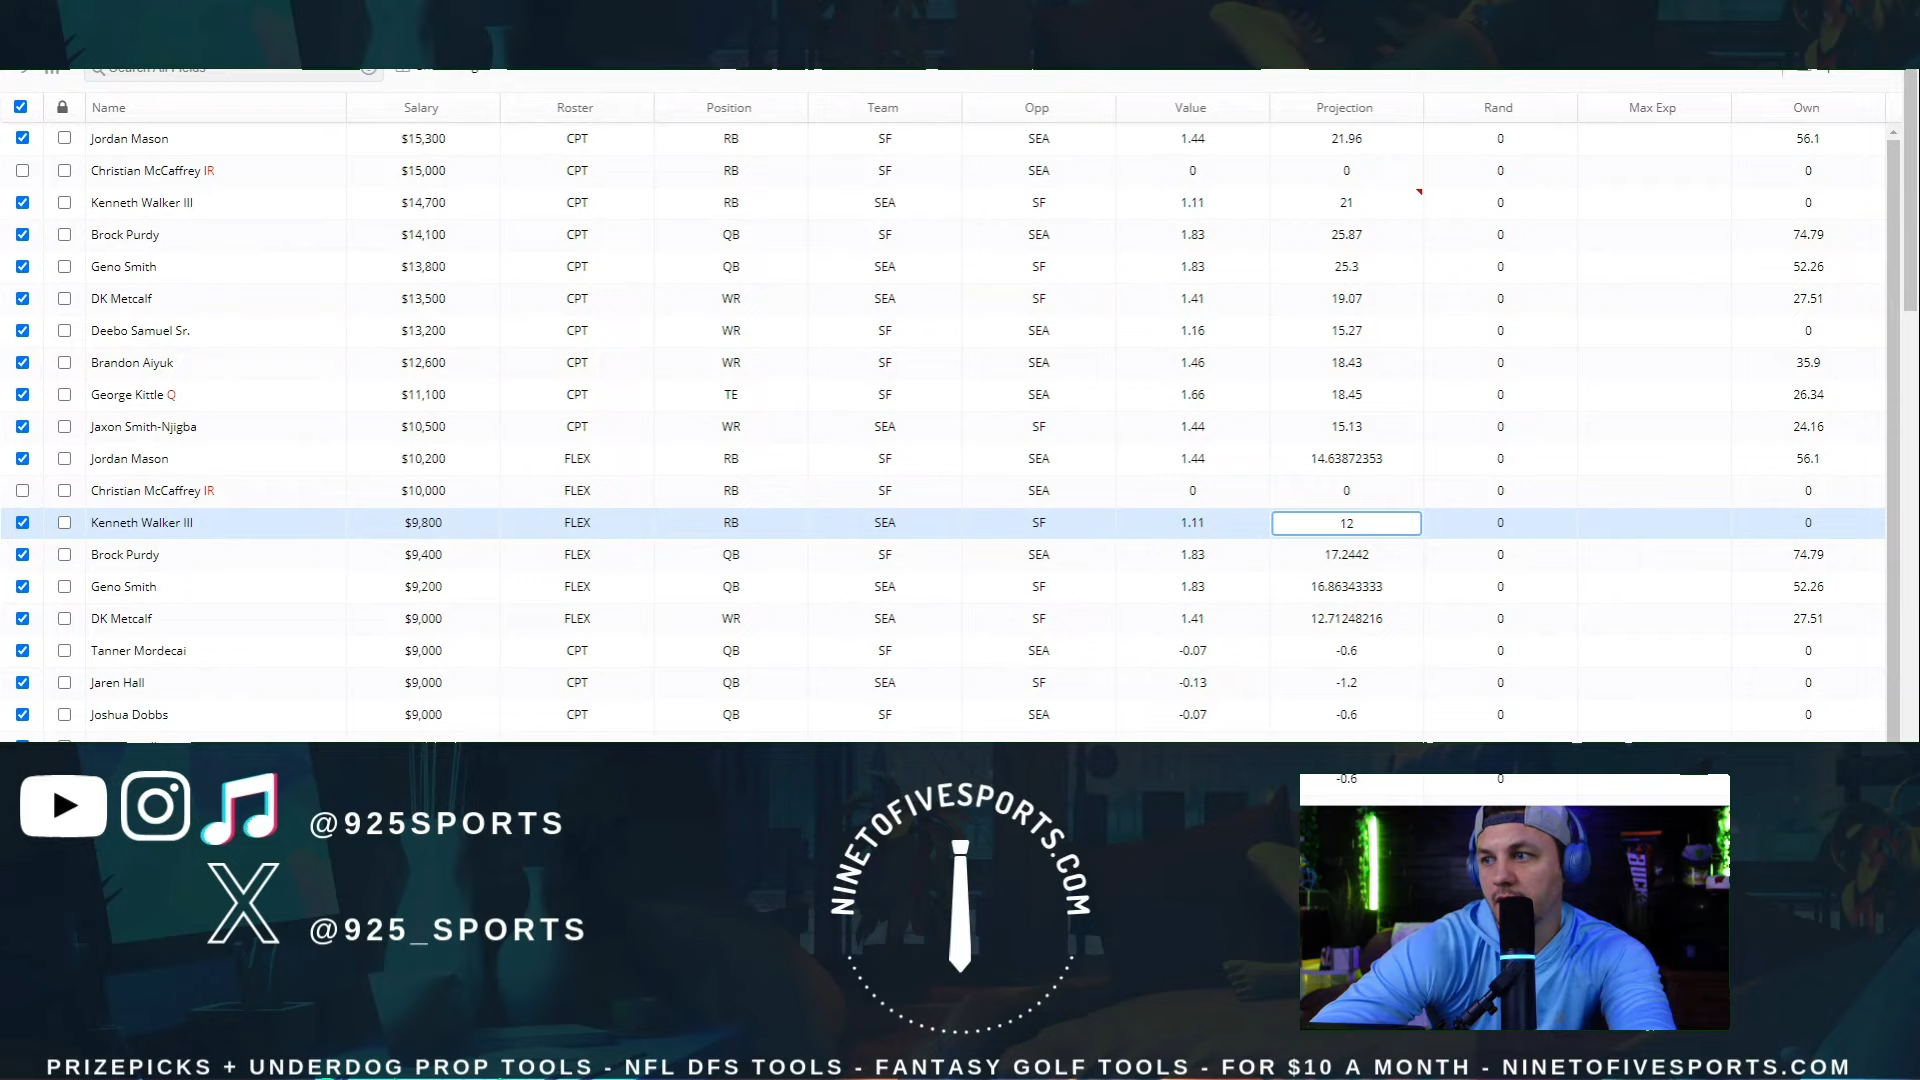 Search All Fields
Name Salary Roster Position Team Opp Value Projection Rand Max Exp Own
Jordan Mason $15,300 CPT RB SF SEA 1.44 21.96 0 56.1
Christian McCaffrey IR $15,000 CPT RB SF SEA 0 0 0 0
Kenneth Walker III $14,700 CPT RB SEA SF 1.11 21 0 0
Brock Purdy $14,100 CPT QB SF SEA 1.83 25.87 0 74.79
Geno Smith $13,800 CPT QB SEA SF 1.83 25.3 0 52.26
DK Metcalf $13,500 CPT WR SEA SF 1.41 19.07 0 27.51
Deebo Samuel Sr. $13,200 CPT WR SF SEA 1.16 15.27 0 0
Brandon Aiyuk $12,600 CPT WR SF SEA 1.46 18.43 0 35.9
George Kittle Q $11,100 CPT TE SF SEA 1.66 18.45 0 26.34
Jaxon Smith-Njigba $10,500 CPT WR SEA SF 1.44 15.13 0 24.16
Jordan Mason $10,200 FLEX RB SF SEA 1.44 14.63872353 0 56.1
Christian McCaffrey IR $10,000 FLEX RB SF SEA 0 0 0 0
Kenneth Walker III $9,800 FLEX RB SEA SF 1.11 12 0 0
Brock Purdy $9,400 FLEX QB SF SEA 1.83 17.2442 0 74.79
Geno Smith $9,200 FLEX QB SEA SF 1.83 16.86343333 0 52.26
DK Metcalf $9,000 FLEX WR SEA SF 1.41 12.71248216 0 27.51
Tanner Mordecai $9,000 CPT QB SF SEA -0.07 -0.6 0 0
Jaren Hall $9,000 CPT QB SEA SF -0.13 -1.2 0 0
Joshua Dobbs $9,000 CPT QB SF SEA -0.07 -0.6 0 0
-0.6 0
@925SPORTS
@925_SPORTS
NINETOFIVESPORTS.COM
PRIZEPICKS + UNDERDOG PROP TOOLS - NFL DFS TOOLS - FANTASY GOLF TOOLS - FOR $10 A MONTH - NINETOFIVESPORTS.COM